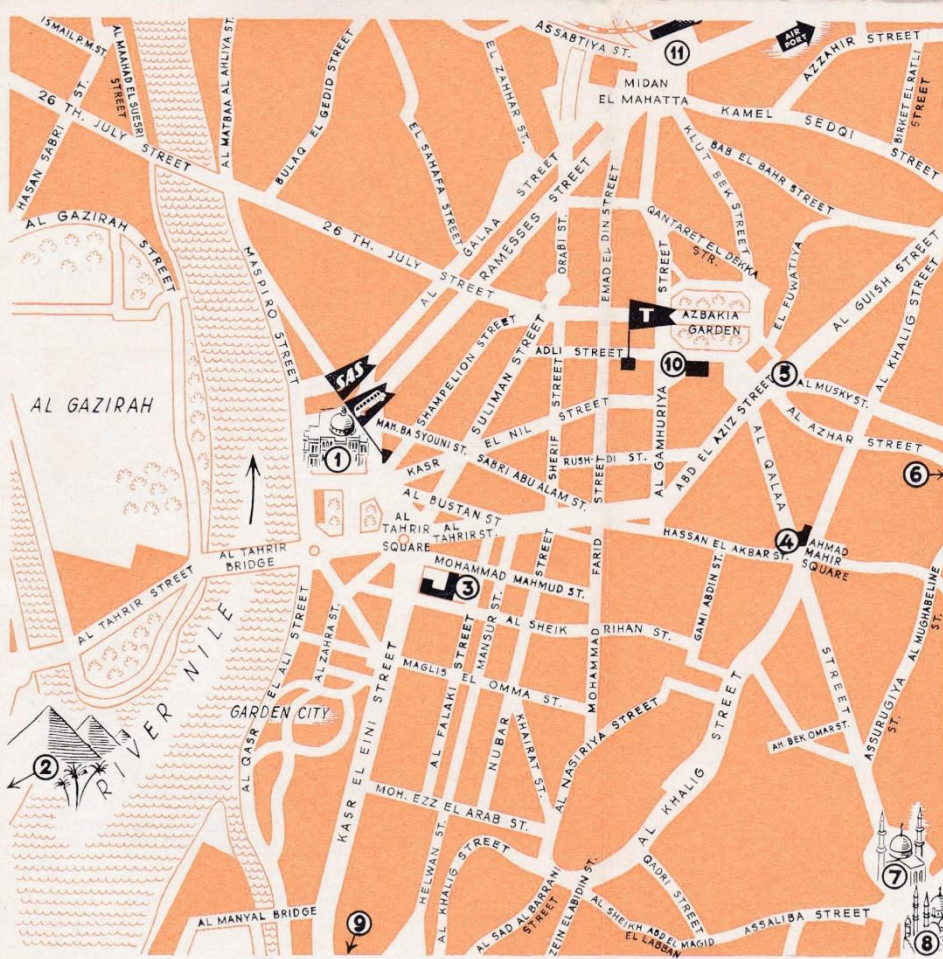 ISMAIL P.M ST.
AL MAAHAD EL SUESRI
STREET
26 TH. JULY STREET
HASAN SABRI ST.
AL GAZIRAH STREET
AL MATBAA AL AHLIYA ST.
BULAQ EL GEDID STREET
EL SAHAFA STREET
EL ZAHHAR ST.
ASSABTIYA ST.
11
AIR
PORT
AZZAHIR STREET
BIRKET EL RATLI
STREET
MIDAN
EL MAHATTA
KAMEL SEDQI STREET
KLUT BEK STREET
BAB EL BAHR STREET
QANTARET EL DEKKA
STR.
EL FUWATIYA
AL GUISH STREET
AL KHALIG STREET
GALAA STREET
AL RAMESSES STREET
ORABI ST.
EMAD EL DIN STREET
26 TH. JULY STREET
MASPIRO STREET
T
AZBAKIA
GARDEN
ADLI STREET
10
5
AL MUSKY ST.
AL AZHAR STREET
6
SAS
1
SHAMPELION STREET
SULIMAN STREET
MAH. BASYOUNI ST.
KASR EL NIL STREET
SABRI ABU ALAM ST.
SHERIF STREET
RUSHDI ST.
AL GAMHURIYA STREET
ABD EL AZIZ STREET
AL QALAA STREET
AL GAZIRAH
AL BUSTAN ST.
AL
TAHRIR
SQUARE
AL
TAHRIR ST.
AL TAHRIR
BRIDGE
AL TAHRIR STREET
HASSAN EL AKBAR ST.
4
AHMAD
MAHIR
SQUARE
3
MOHAMMAD MAHMUD ST.
MOHAMMAD FARID STREET
AL SHEIK RIHAN ST.
GAMI ABDIN ST.
AL MUGHABELINE
ST.
RIVER NILE
AL QASR EL ALI STREET
ALZAHRA ST.
GARDEN CITY
KASR EL EINI STREET
MAGLIS EL OMMA ST.
AL FALAKI STREET
MANSUR ST.
NUBAR
KHAIRAT ST.
AL NASIRIYA STREET
AL KHALIG STREET
AH. BEK OMAR ST.
ASSURUGIYA
ST.
2
MOH. EZZ EL ARAB ST.
HELWAN ST.
AL KHALIG STREET
AL SAD AL BARRANI
STREET
ZEIN EL ABIDIN ST.
QADRI STREET
AL SHEIKH ABD EL MAGID
EL LABBAN
ASSALIBA STREET
7
8
AL MANYAL BRIDGE
9